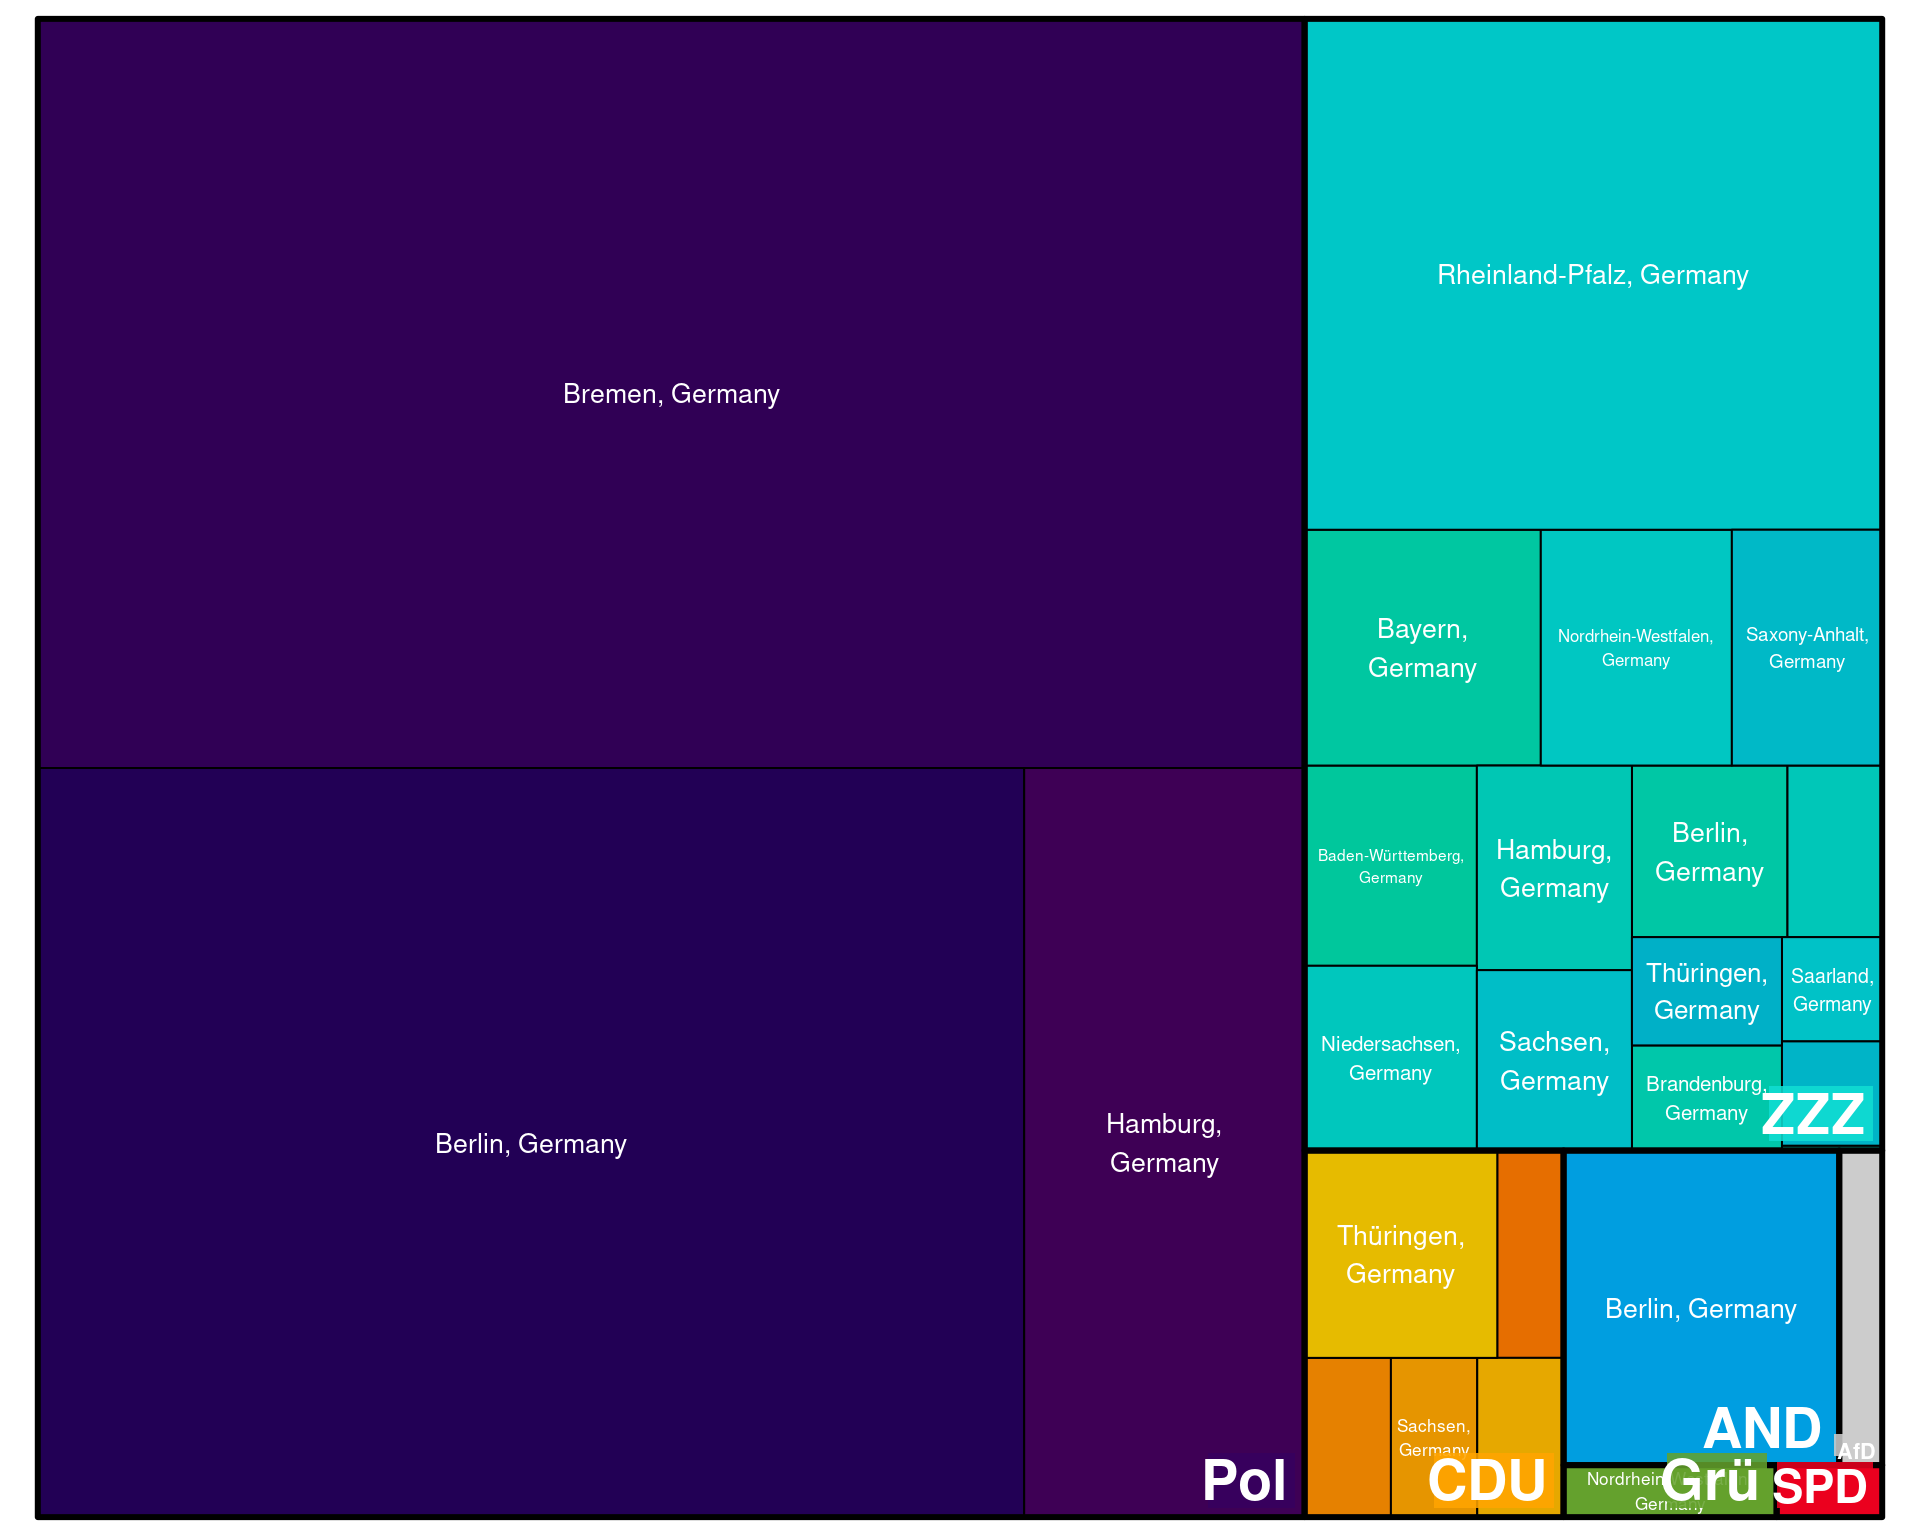 Bremen, Germany
Berlin, Germany
Hamburg,
Germany
Pol
Rheinland-Pfalz, Germany
Bayern,
Germany
Nordrhein-Westfalen,
Germany
Saxony-Anhalt,
Germany
Baden-Württemberg,
Germany
Hamburg,
Germany
Berlin,
Germany
Niedersachsen,
Germany
Sachsen,
Germany
Thüringen,
Germany
Saarland,
Germany
Brandenburg,
Germany
ZZZ
Thüringen,
Germany
Sachsen,
Germany
CDU
Berlin, Germany
AND
AfD
Germany
Grü
SPD